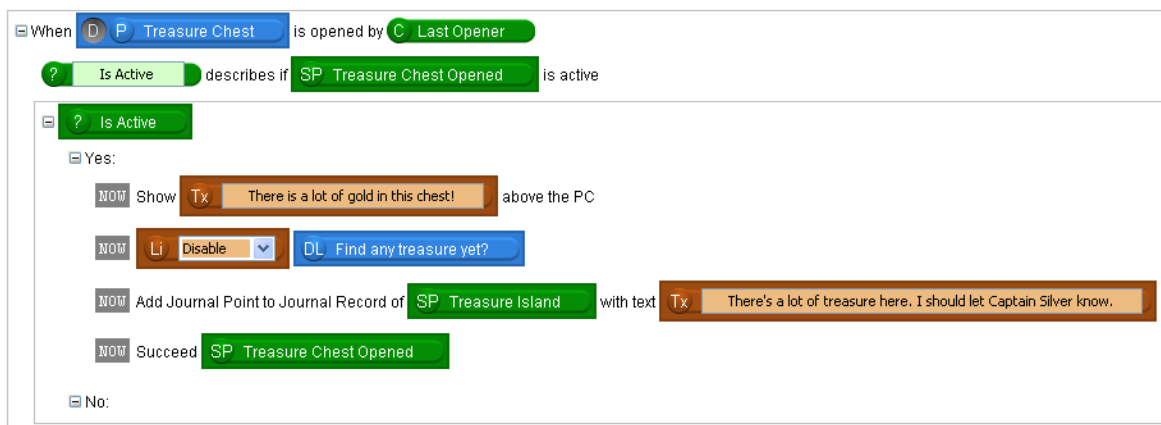 When D P Treasure Chest is opened by C Last Opener
? Is Active describes if SP Treasure Chest Opened is active
? Is Active
Yes:
NOW Show Tx There is a lot of gold in this chest! above the PC
NOW Li Disable DL Find any treasure yet?
NOW Add Journal Point to Journal Record of SP Treasure Island with text Tx There's a lot of treasure here. I should let Captain Silver know.
NOW Succeed SP Treasure Chest Opened
No: